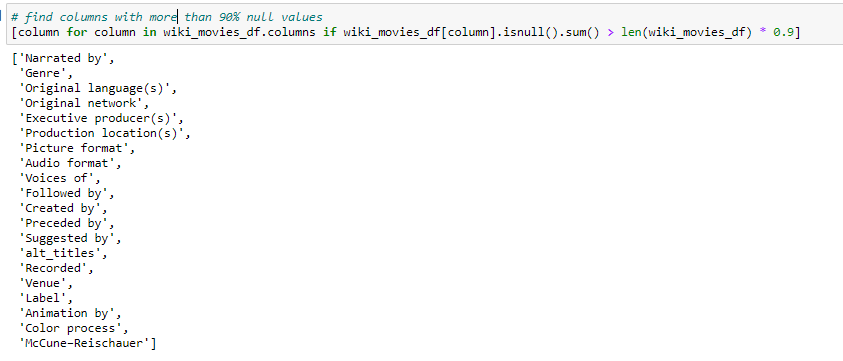 # find columns with more than 90% null values
[column for column in wiki_movies_df.columns if wiki_movies_df[column].isnull().sum() > len(wiki_movies_df) * 0.9]
['Narrated by',
'Genre',
'Original language(s)',
'Original network',
'Executive producer(s)',
'Production location(s)',
'Picture format',
'Audio format',
'Voices of',
'Followed by',
'Created by',
'Preceded by',
'Suggested by',
'alt_titles',
'Recorded',
'Venue',
'Label',
'Animation by',
'Color process',
'McCune–Reischauer']